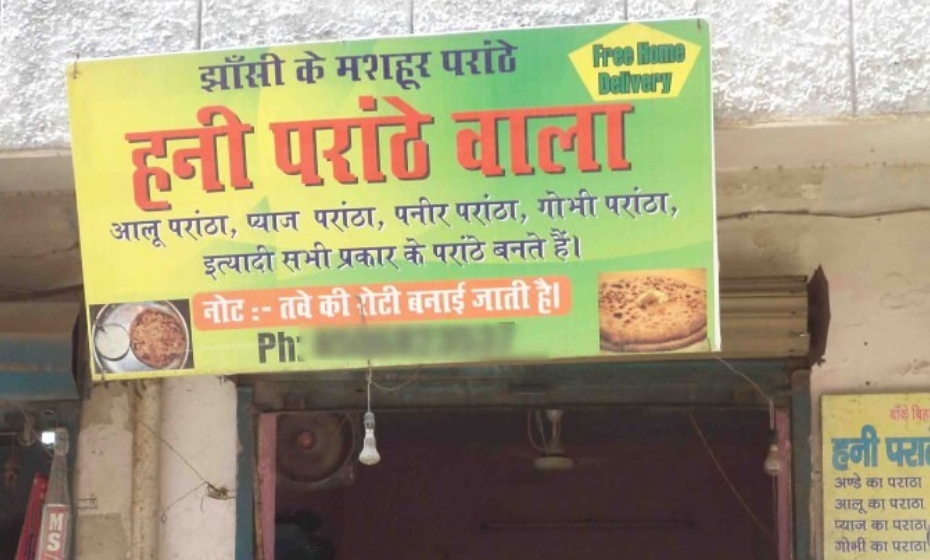 झाँसी के मशहूर परांठे
Free Home
Delivery
हनी परांठे वाला
आलू परांठा, प्याज परांठा, पनीर परांठा, गोभी परांठा,
इत्यादी सभी प्रकार के परांठे बनते हैं।
नोट :- तवे की रोटी बनाई जाती है।
Ph:
हनी
अण्डे का पराठा
आलू का पराठा
प्याज का पराठा
गोभी का पराठा
MS